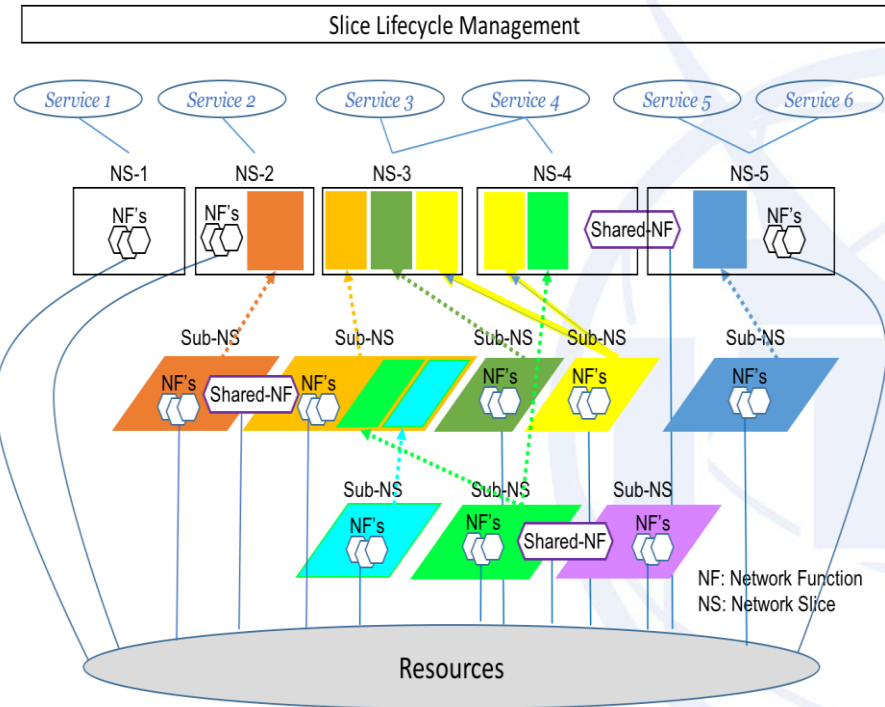 Slice Lifecycle Management
Service 1
Service 2
Service 3
Service 4
Service 5
Service 6
NS-1
NS-2
NS-3
NS-4
NS-5
NF's
NF's
Shared-NF
NF's
Sub-NS
Sub-NS
Sub-NS
Sub-NS
Sub-NS
NF's
Shared-NF
NF's
NF's
NF's
NF's
Sub-NS
Sub-NS
Sub-NS
NF's
NF's
Shared-NF
NF's
NF: Network Function
NS: Network Slice
Resources